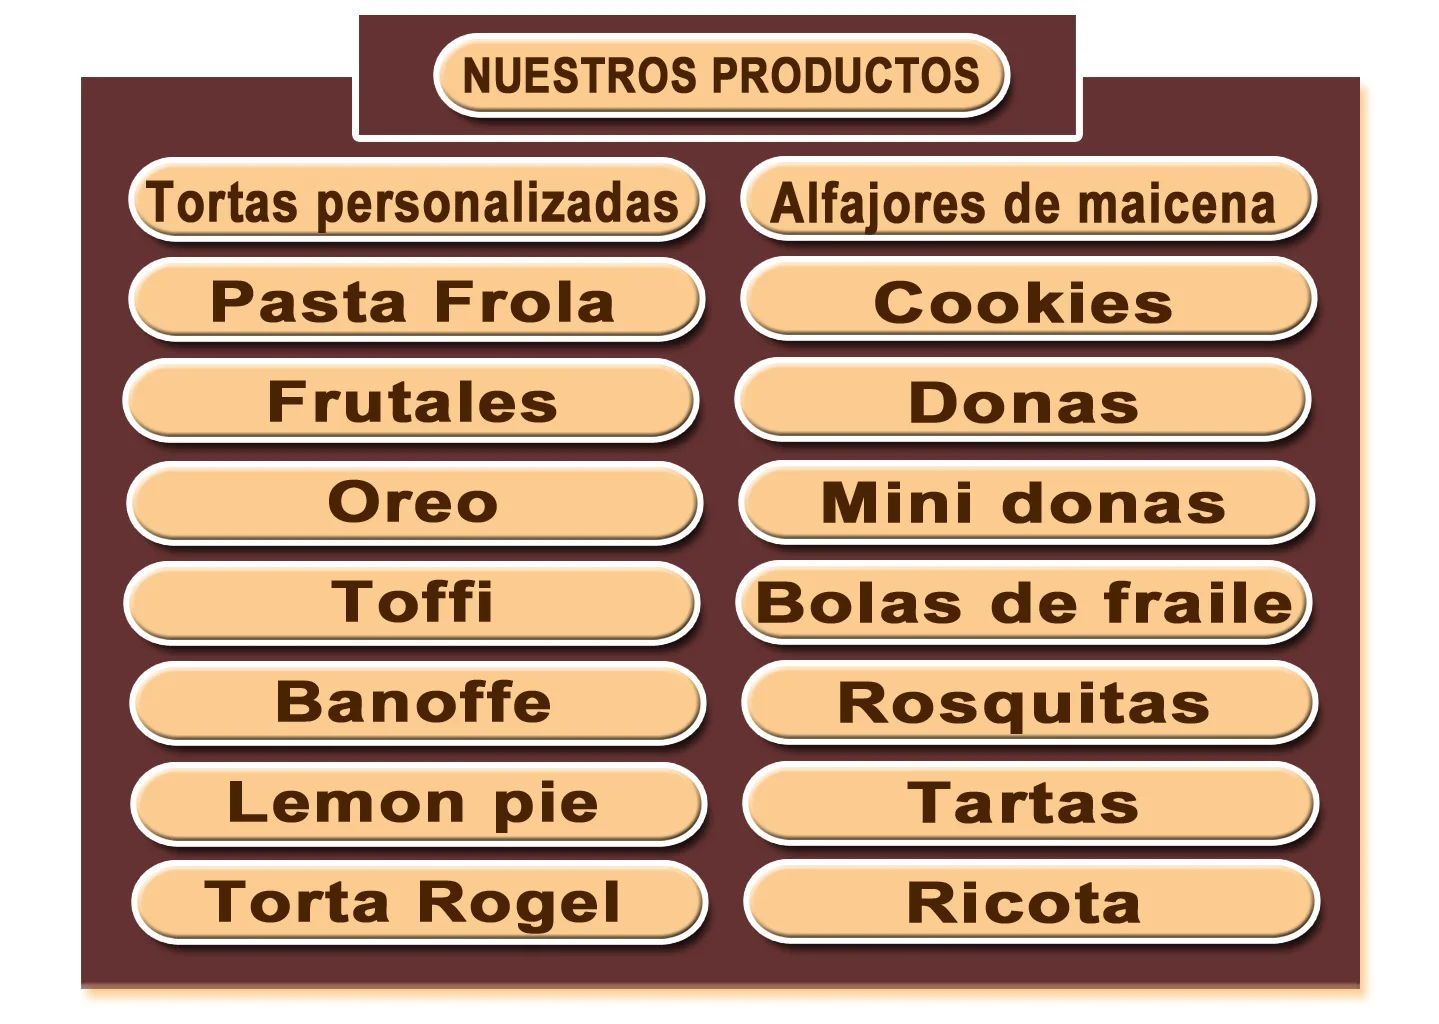 NUESTROS PRODUCTOS
Tortas personalizadas
Pasta Frola
Frutales
Oreo
Toffi
Banoffe
Lemon pie
Torta Rogel
Alfajores de maicena
Cookies
Donas
Mini donas
Bolas de fraile
Rosquitas
Tartas
Ricota